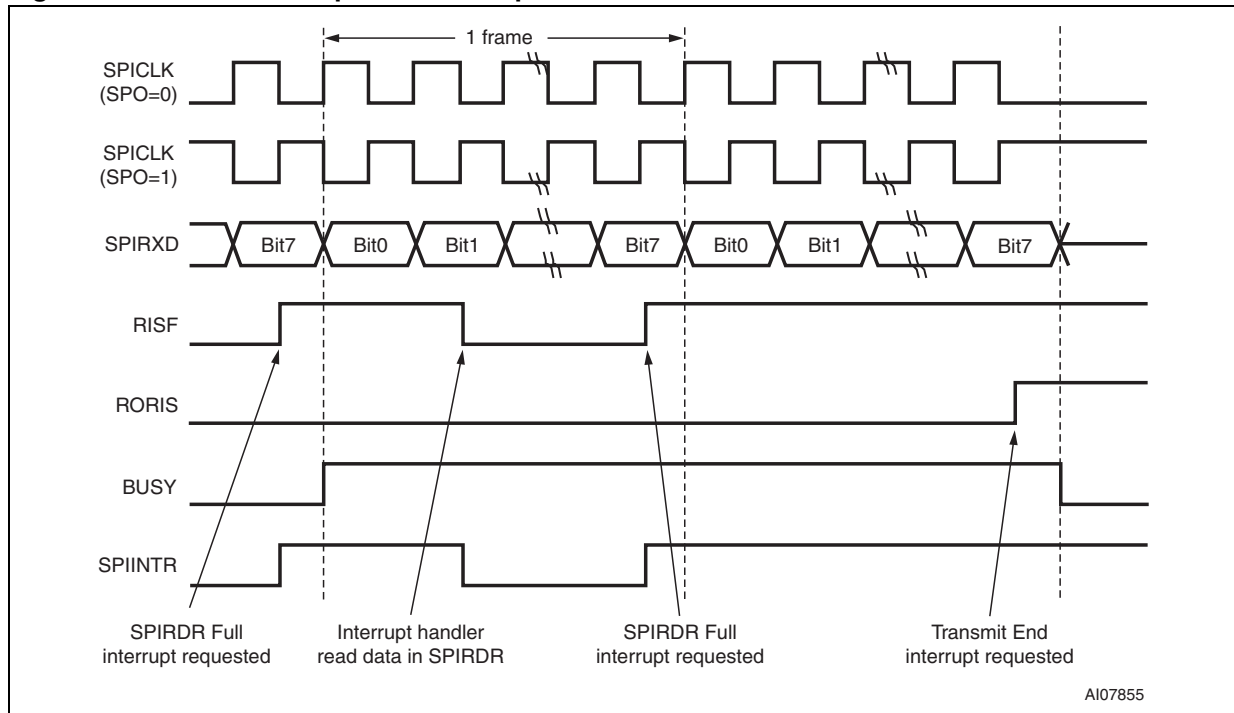 1 frame
SPICLK
(SPO=0)
SPICLK
(SPO=1)
SPIRXD
Bit7 Bit0 Bit1 Bit7 Bit0 Bit1 Bit7
RISF
RORIS
BUSY
SPIINTR
SPIRDR Full
interrupt requested
Interrupt handler
read data in SPIRDR
SPIRDR Full
interrupt requested
Transmit End
interrupt requested
AI07855